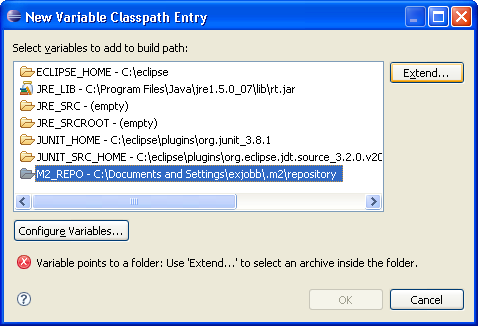 New Variable Classpath Entry
Select variables to add to build path:
ECLIPSE_HOME - C:\eclipse
JRE_LIB - C:\Program Files\Java\jre1.5.0_07\lib\rt.jar
JRE_SRC - (empty)
JRE_SRCROOT - (empty)
JUNIT_HOME - C:\eclipse\plugins\org.junit_3.8.1
JUNIT_SRC_HOME - C:\eclipse\plugins\org.eclipse.jdt.source_3.2.0.v20
M2_REPO - C:\Documents and Settings\exjobb\.m2\repository
Extend...
Configure Variables...
Variable points to a folder: Use 'Extend...' to select an archive inside the folder.
?
OK
Cancel